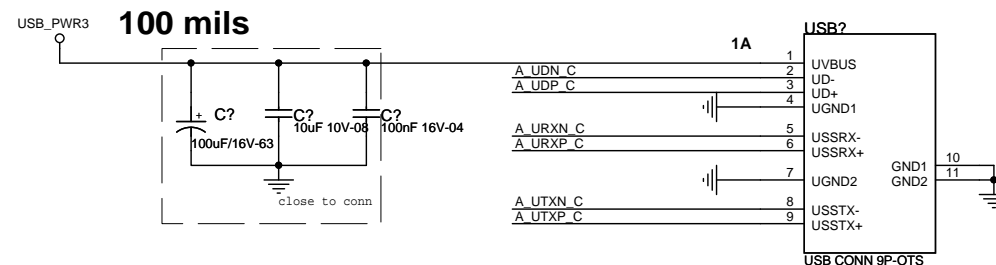 USB_PWR3
100 mils
C?
100uF/16V-63
+
C?
10uF 10V-08
C?
100nF 16V-04
close to conn
1A
USB?
1
UVBUS
A_UDN_C
2
UD-
A_UDP_C
3
UD+
4
UGND1
A_URXN_C
5
USSRX-
A_URXP_C
6
USSRX+
7
UGND2
A_UTXN_C
8
USSTX-
A_UTXP_C
9
USSTX+
GND1
10
GND2
11
USB CONN 9P-OTS